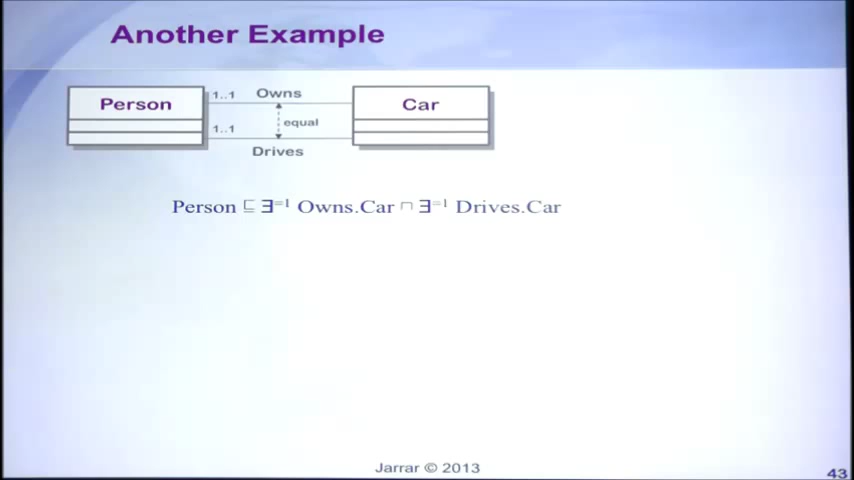 Another Example
Person
1..1 Owns
Car
equal
1..1
Drives
Person ⊑ ∃⁼¹ Owns.Car ⊓ ∃⁼¹ Drives.Car
Jarrar © 2013
43